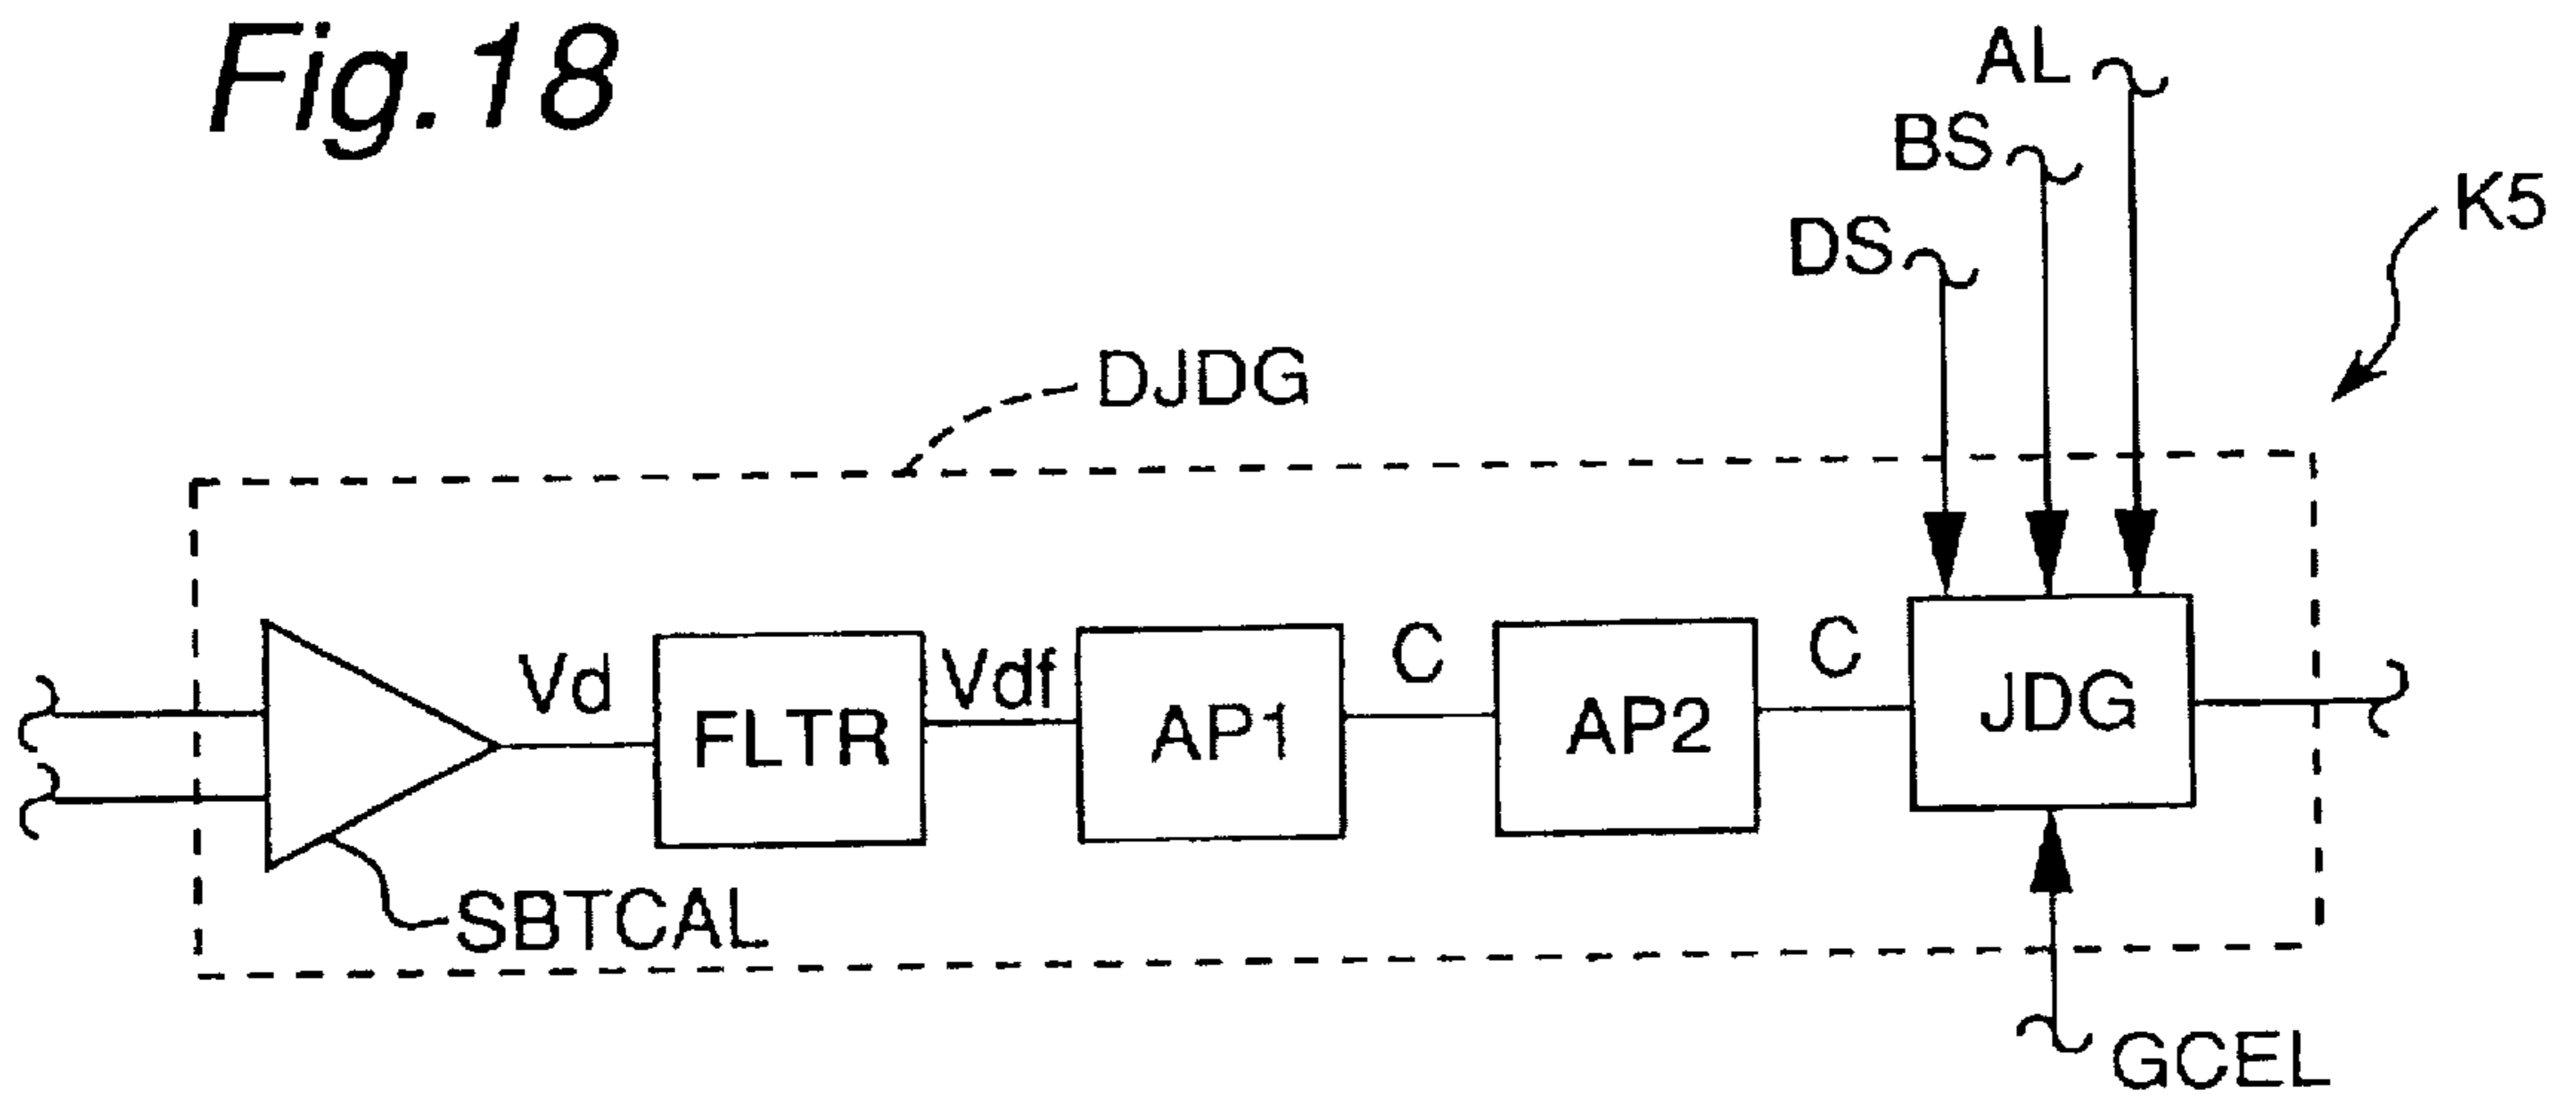 Fig.18
AL
BS
DS
K5
DJDG
Vd
FLTR
Vdf
AP1
C
AP2
C
JDG
SBTCAL
GCEL